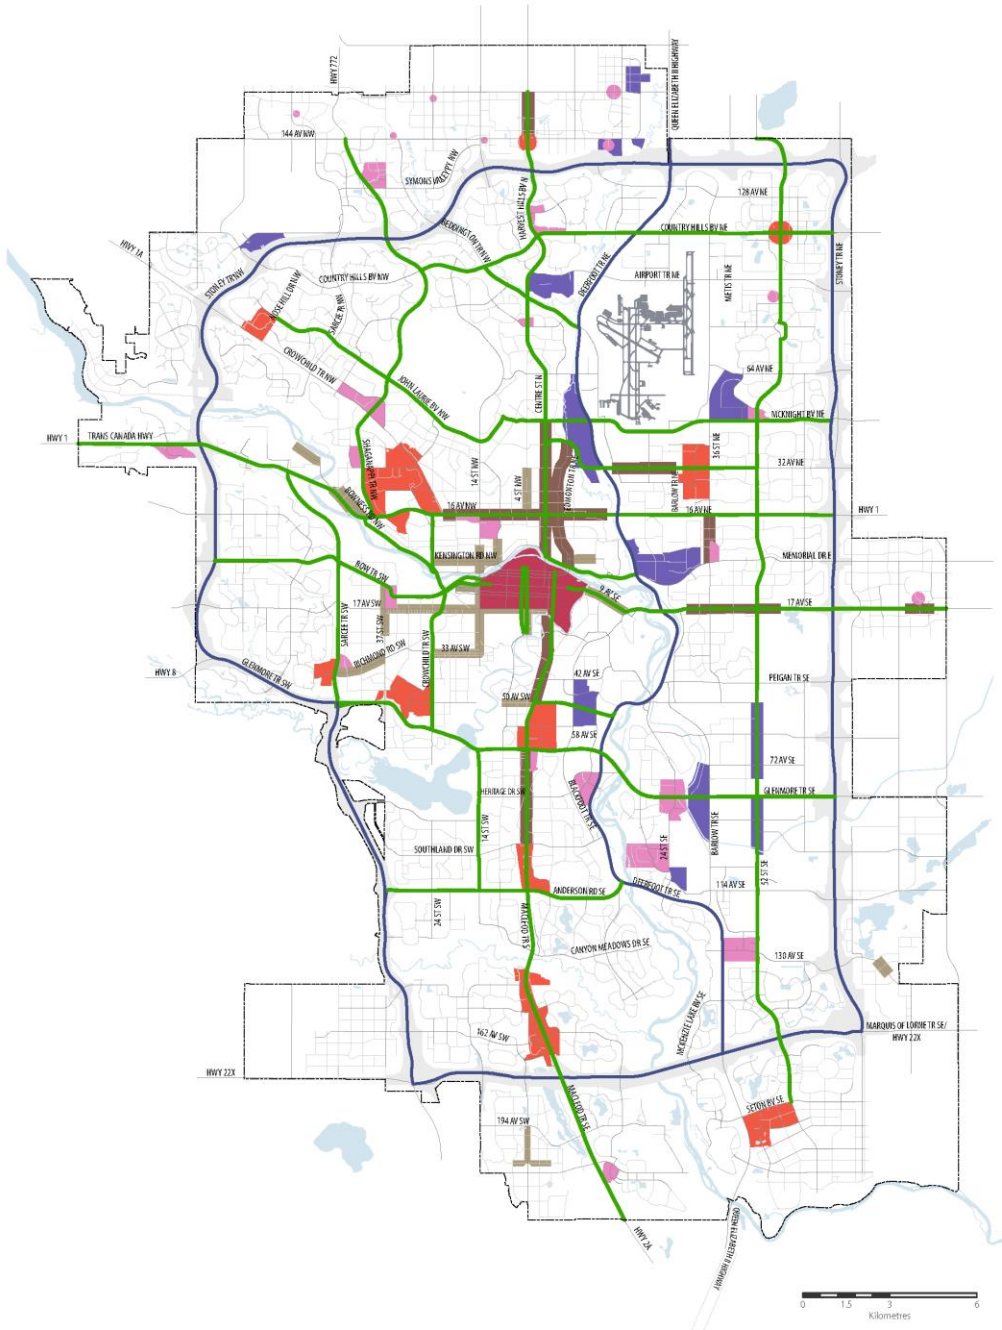 QUEEN ELIZABETH II HIGHWAY
HWY 772
144 AV NW
SYMONS VALLEY PY NW
128 AV NE
HARVEST HILLS BV N
BEDDINGTON TR NW
COUNTRY HILLS BV NE
HWY 1A
STONEY TR NW
COUNTRY HILLS BV NW
DEERFOOT TR NE
AIRPORT TR NE
METIS TR NE
STONEY TR NE
NOSE HILL DR NW
SARCEE TR NW
CROWCHILD TR NW
JOHN LAURIE BV NW
CENTRE ST N
64 AV NE
MCKNIGHT BV NE
HWY 1
TRANS CANADA HWY
SHAGANAPPI TR NW
14 ST NW
4 ST NW
EDMONTON TR NE
BARLOW TR NE
36 ST NE
32 AV NE
BOWNESS RD NW
16 AV NW
16 AV NE
HWY 1
KENSINGTON RD NW
MEMORIAL DR E
BOW TR SW
17 AV SW
9 AV SE
17 AV SE
SARCEE TR SW
37 ST SW
RICHMOND RD SW
33 AV SW
CROWCHILD TR SW
HWY 8
GLENMORE TR SW
50 AV SW
42 AV SE
PEIGAN TR SE
58 AV SE
72 AV SE
HERITAGE DR SW
BLACKFOOT TR SE
GLENMORE TR SE
14 ST SW
24 ST SE
BARLOW TR SE
52 ST SE
SOUTHLAND DR SW
ANDERSON RD SE
DEERFOOT TR SE
114 AV SE
24 ST SW
MACLEOD TR S
CANYON MEADOWS DR SE
130 AV SE
162 AV SW
MCKENZIE LAKE BV SE
MARQUIS OF LORNE TR SE/
HWY 22X
HWY 22X
MACLEOD TR SE
SETON BV SE
194 AV SW
HWY 2A
QUEEN ELIZABETH II HIGHWAY
0 1.5 3 6
Kilometres